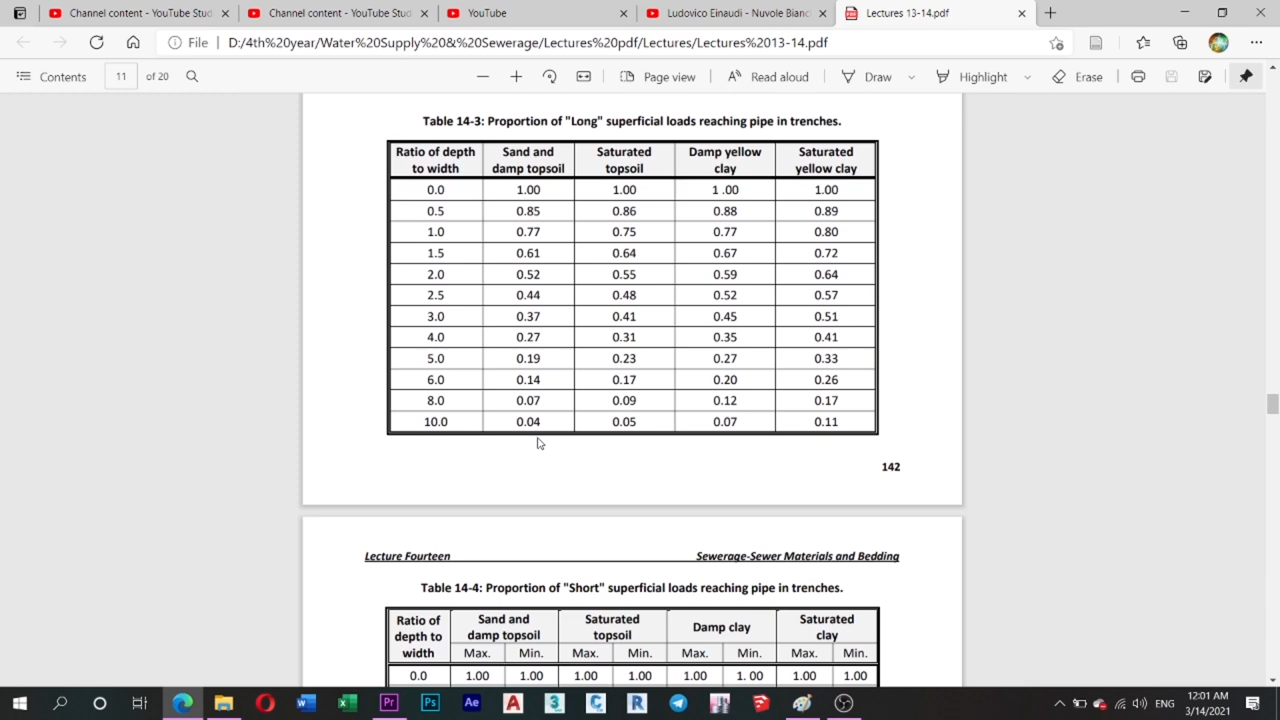 Channel content - YouTube Stud
Channel content - YouTube Stud
YouTube
Ludovico Einaudi - Nuvole Bianc
Lectures 13-14.pdf
File
D:/4th%20year/Water%20Supply%20&%20Sewerage/Lectures%20pdf/Lectures/Lectures%2013-14.pdf
Contents 11 of 20 Page view Read aloud Draw Highlight Erase
Table 14-3: Proportion of "Long" superficial loads reaching pipe in trenches.
Ratio of depth to width Sand and damp topsoil Saturated topsoil Damp yellow clay Saturated yellow clay
0.0 1.00 1.00 1 .00 1.00
0.5 0.85 0.86 0.88 0.89
1.0 0.77 0.75 0.77 0.80
1.5 0.61 0.64 0.67 0.72
2.0 0.52 0.55 0.59 0.64
2.5 0.44 0.48 0.52 0.57
3.0 0.37 0.41 0.45 0.51
4.0 0.27 0.31 0.35 0.41
5.0 0.19 0.23 0.27 0.33
6.0 0.14 0.17 0.20 0.26
8.0 0.07 0.09 0.12 0.17
10.0 0.04 0.05 0.07 0.11
142
Lecture Fourteen Sewerage-Sewer Materials and Bedding
Table 14-4: Proportion of "Short" superficial loads reaching pipe in trenches.
Ratio of depth to width Sand and damp topsoil Saturated topsoil Damp clay Saturated clay
Max. Min. Max. Min. Max. Min. Max. Min.
0.0 1.00 1.00 1.00 1.00 1.00 1. 00 1.00 1.00
ENG
12:01 AM
3/14/2021